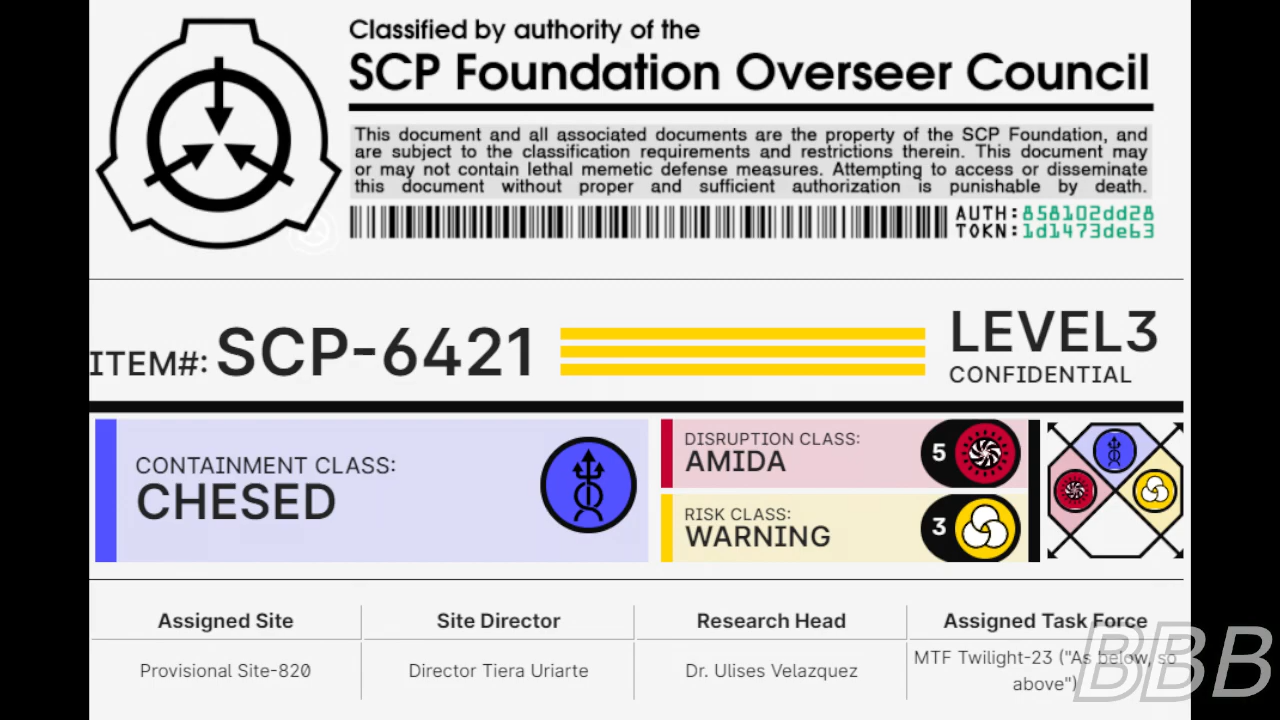 Classified by authority of the
SCP Foundation Overseer Council
This document and all associated documents are the property of the SCP Foundation, and
are subject to the classification requirements and restrictions therein. This document may
or may not contain lethal memetic defense measures. Attempting to access or disseminate
this document without proper and sufficient authorization is punishable by death.
AUTH:858102dd28
TOKN:1d1473de63
ITEM#: SCP-6421
LEVEL3
CONFIDENTIAL
CONTAINMENT CLASS:
CHESED
DISRUPTION CLASS:
AMIDA
5
RISK CLASS:
WARNING
3
Assigned Site Site Director Research Head Assigned Task Force
Provisional Site-820 Director Tiera Uriarte Dr. Ulises Velazquez MTF Twilight-23 ("As below, so
above")
BBB